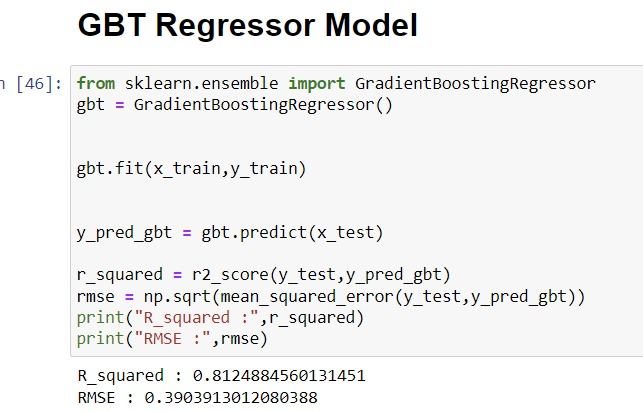 GBT Regressor Model
n [46]:
from sklearn.ensemble import GradientBoostingRegressor
gbt = GradientBoostingRegressor()
gbt.fit(x_train,y_train)
y_pred_gbt = gbt.predict(x_test)
r_squared = r2_score(y_test,y_pred_gbt)
rmse = np.sqrt(mean_squared_error(y_test,y_pred_gbt))
print("R_squared :",r_squared)
print("RMSE :",rmse)
R_squared : 0.8124884560131451
RMSE : 0.3903913012080388